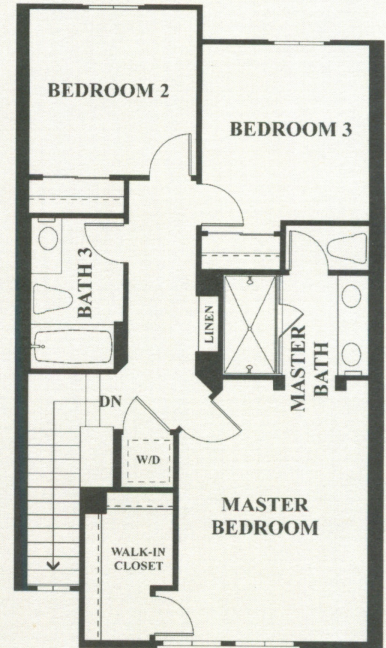 BEDROOM 2
BEDROOM 3
BATH 3
LINEN
MASTER
BATH
DN
W/D
MASTER
BEDROOM
WALK-IN
CLOSET